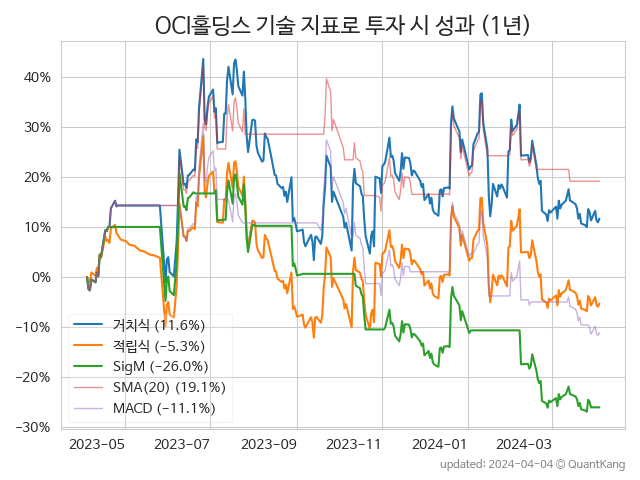 OCI홀딩스 기술 지표로 투자 시 성과 (1년)
40%
30%
20%
10%
0%
−10%
−20%
−30%
거치식 (11.6%)
적립식 (−5.3%)
SigM (−26.0%)
SMA(20) (19.1%)
MACD (−11.1%)
2023−05 2023−07 2023−09 2023−11 2024−01 2024−03
updated: 2024−04−04 © QuantKang